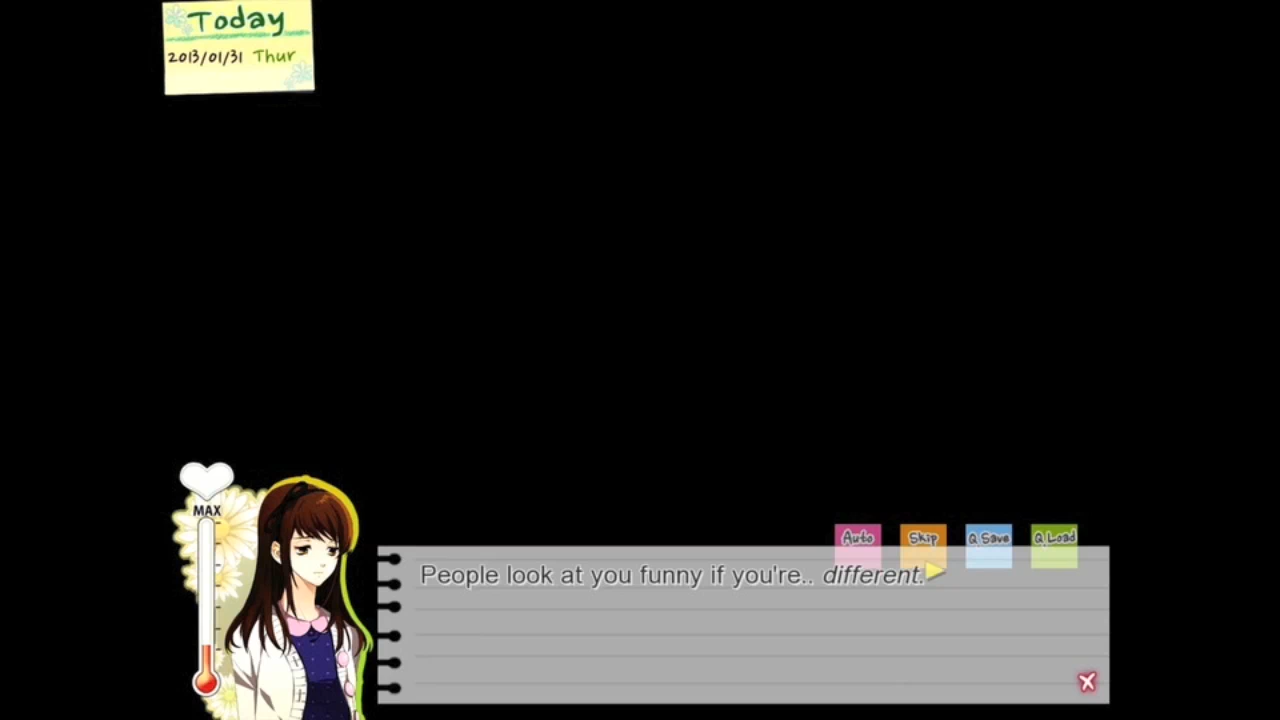 Today
2013/01/31 Thur
MAX
Auto Skip Q.Save Q.Load
People look at you funny if you're.. different.